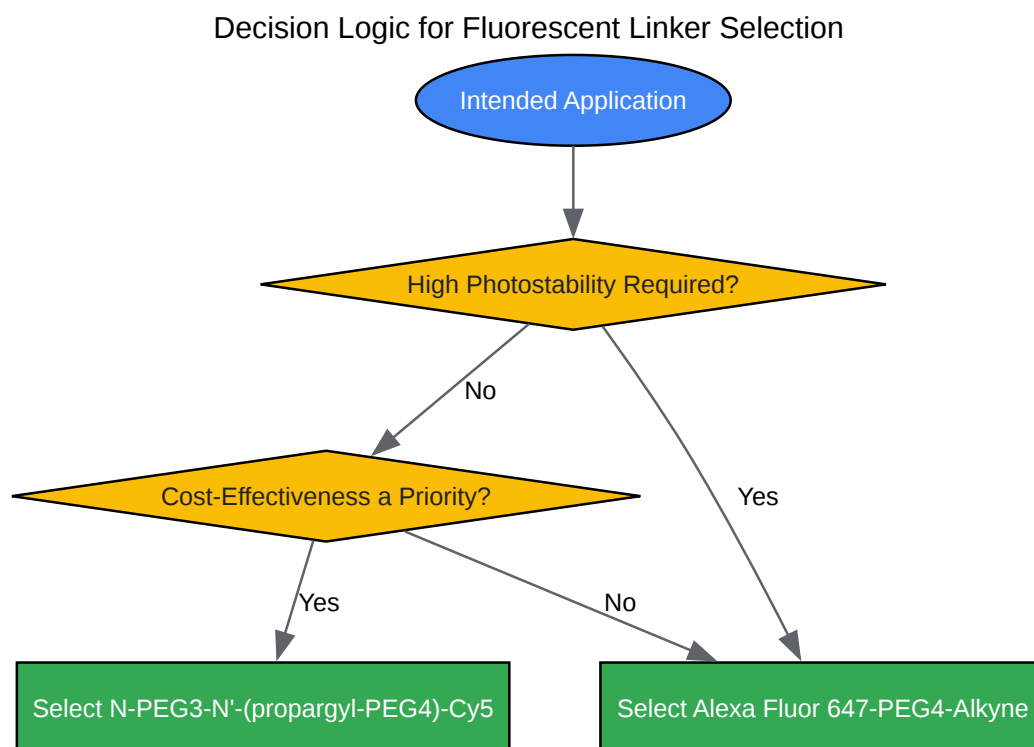 Decision Logic for Fluorescent Linker Selection
Intended Application
High Photostability Required?
No
Cost-Effectiveness a Priority?
Yes
Yes
No
Select N-PEG3-N'-(propargyl-PEG4)-Cy5
Select Alexa Fluor 647-PEG4-Alkyne